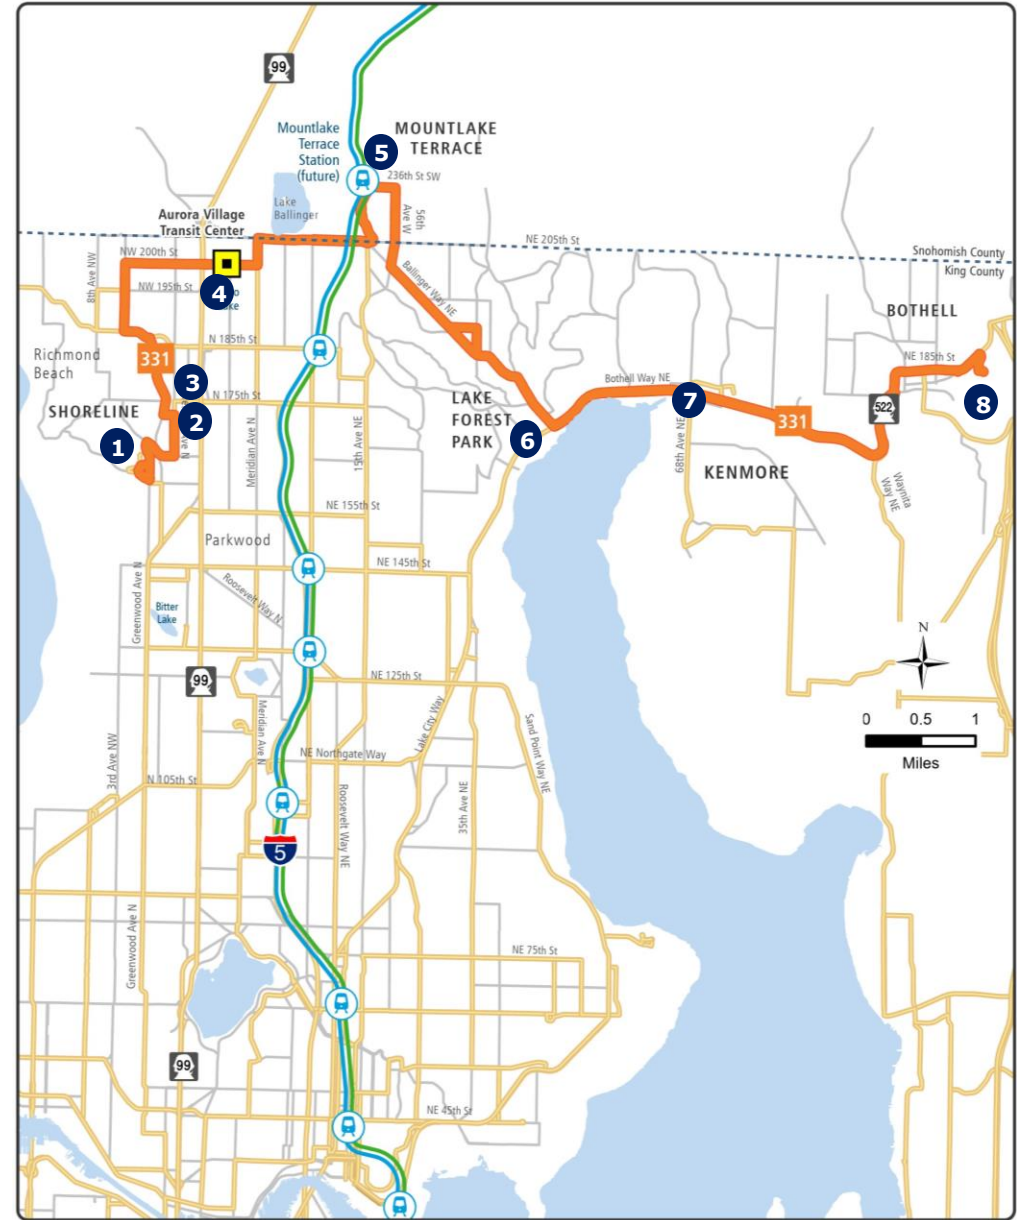 99
Mountlake
Terrace
Station
(future)
5
MOUNTLAKE
TERRACE
236th St SW
Lake
Ballinger
56th
Ave W
Aurora Village
Transit Center
NE 205th St
Snohomish County
King County
NW 200th St
8th Ave NW
NW 195th St
4
Ballinger Way NE
BOTHELL
N 185th St
Richmond
Beach
331
NE 185th St
3
N 175th St
SHORELINE
2
1
Meridian Ave N
15th Ave NE
LAKE
FOREST
PARK
6
Bothell Way NE
7
68th Ave NE
331
522
8
KENMORE
Waynita
Way NE
NE 155th St
Parkwood
NE 145th St
Roosevelt Way N
Greenwood Ave N
Bitter
Lake
N
99
NE 125th St
0 0.5 1
Miles
Meridian Ave N
Lake City Way
Sand Point Way NE
3rd Ave NW
NE Northgate Way
N 105th St
Roosevelt Way NE
35th Ave NE
5
Greenwood Ave N
NE 75th St
99
NE 45th St